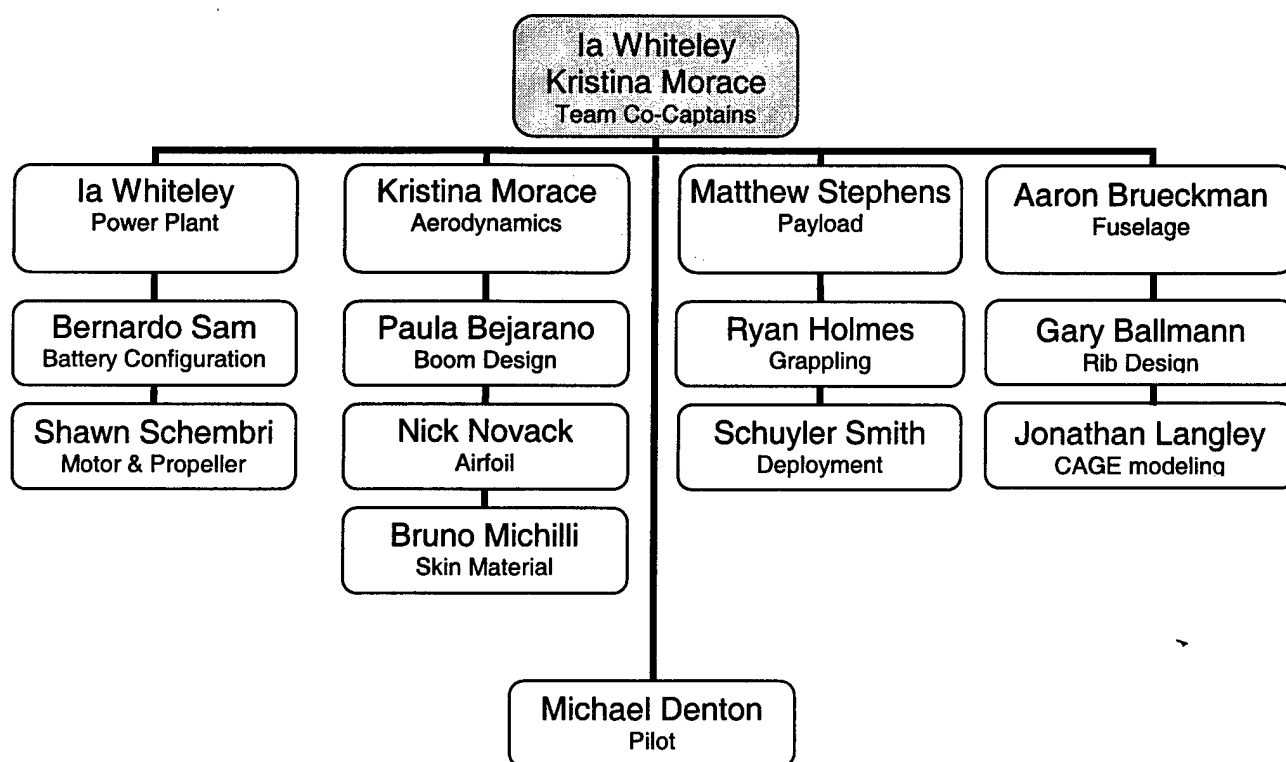 Ia Whiteley
Kristina Morace
Team Co-Captains
Ia Whiteley
Power Plant
Kristina Morace
Aerodynamics
Matthew Stephens
Payload
Aaron Brueckman
Fuselage
Bernardo Sam
Battery Configuration
Paula Bejarano
Boom Design
Ryan Holmes
Grappling
Gary Ballmann
Rib Design
Shawn Schembri
Motor & Propeller
Nick Novack
Airfoil
Schuyler Smith
Deployment
Jonathan Langley
CAGE modeling
Bruno Michilli
Skin Material
Michael Denton
Pilot